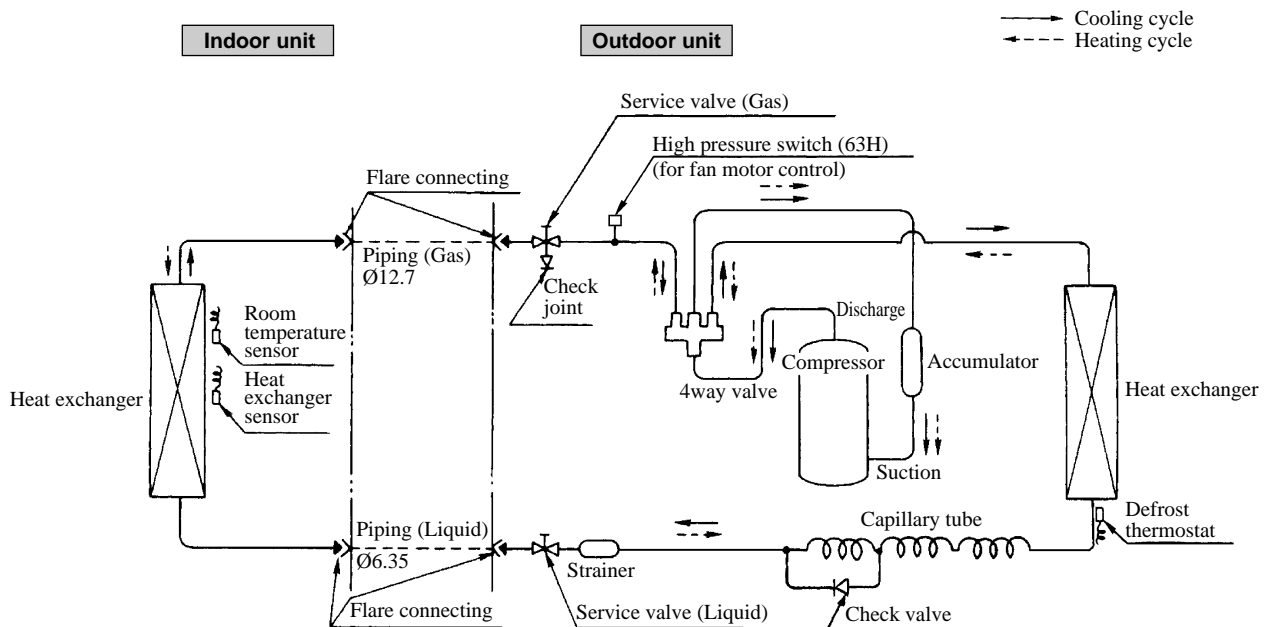 Indoor unit
Outdoor unit
Cooling cycle
Heating cycle
Service valve (Gas)
High pressure switch (63H)
(for fan motor control)
Flare connecting
Piping (Gas)
Ø12.7
Check
joint
Room
temperature
sensor
Heat
exchanger
sensor
Heat exchanger
Discharge
Compressor
Accumulator
4way valve
Heat exchanger
Suction
Piping (Liquid)
Ø6.35
Strainer
Capillary tube
Defrost
thermostat
Flare connecting
Service valve (Liquid)
Check valve